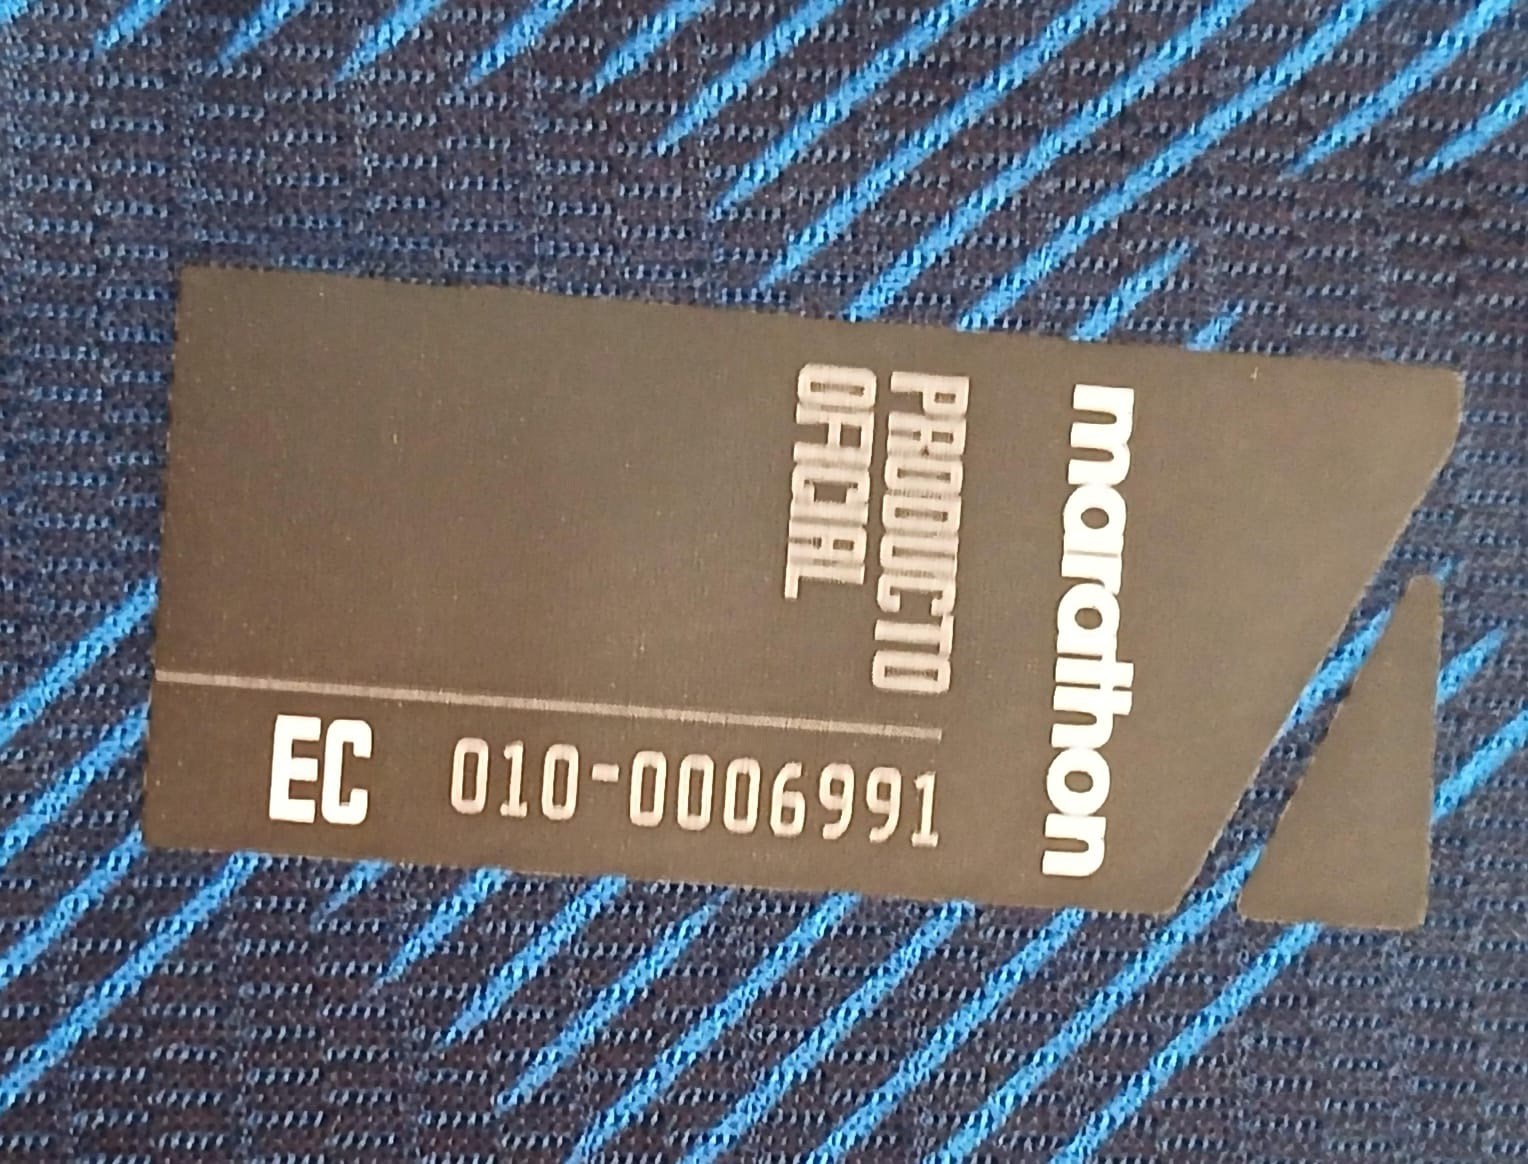 marathon
PRODUCTO
OFICIAL
EC 010-0006991